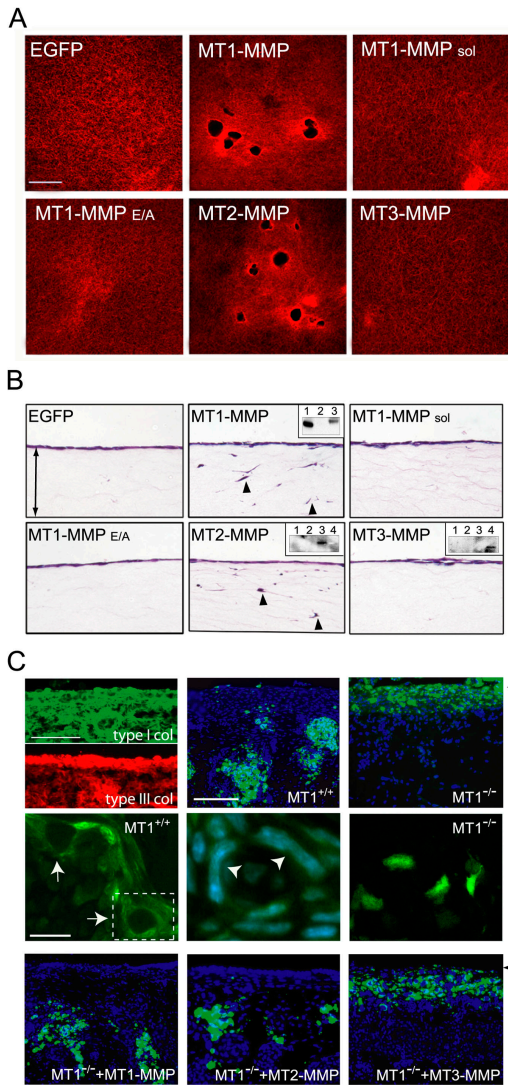 A
EGFP
MT1-MMP
MT1-MMP sol
MT1-MMP E/A
MT2-MMP
MT3-MMP
B
EGFP
MT1-MMP
1 2 3
MT1-MMP sol
MT1-MMP E/A
MT2-MMP
1 2 3 4
MT3-MMP
1 2 3 4
C
type I col
type III col
MT1+/+
MT1-/-
MT1+/+
MT1-/-
MT1-/-+MT1-MMP
MT1-/-+MT2-MMP
MT1-/-+MT3-MMP